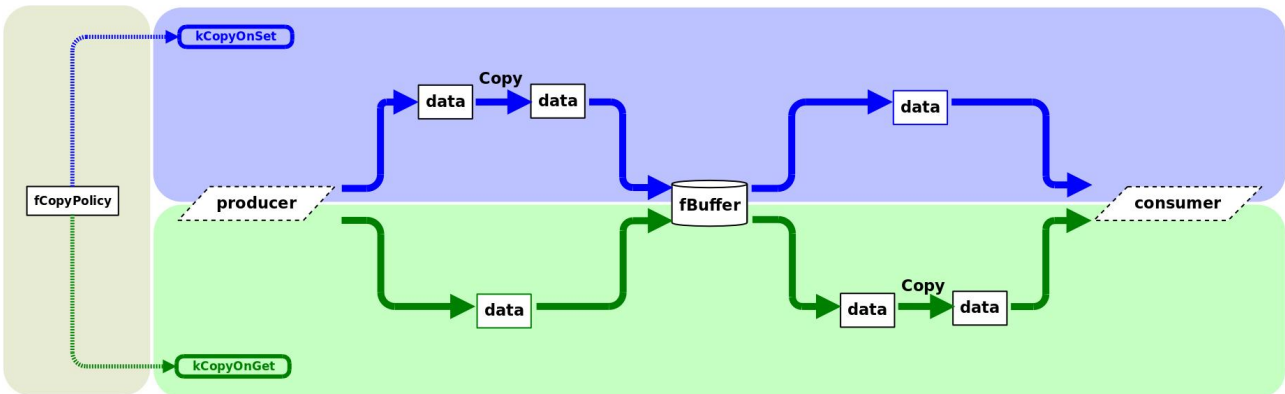 kCopyOnSet
Copy
data
data
data
fCopyPolicy
producer
fBuffer
consumer
Copy
data
data
data
kCopyOnGet